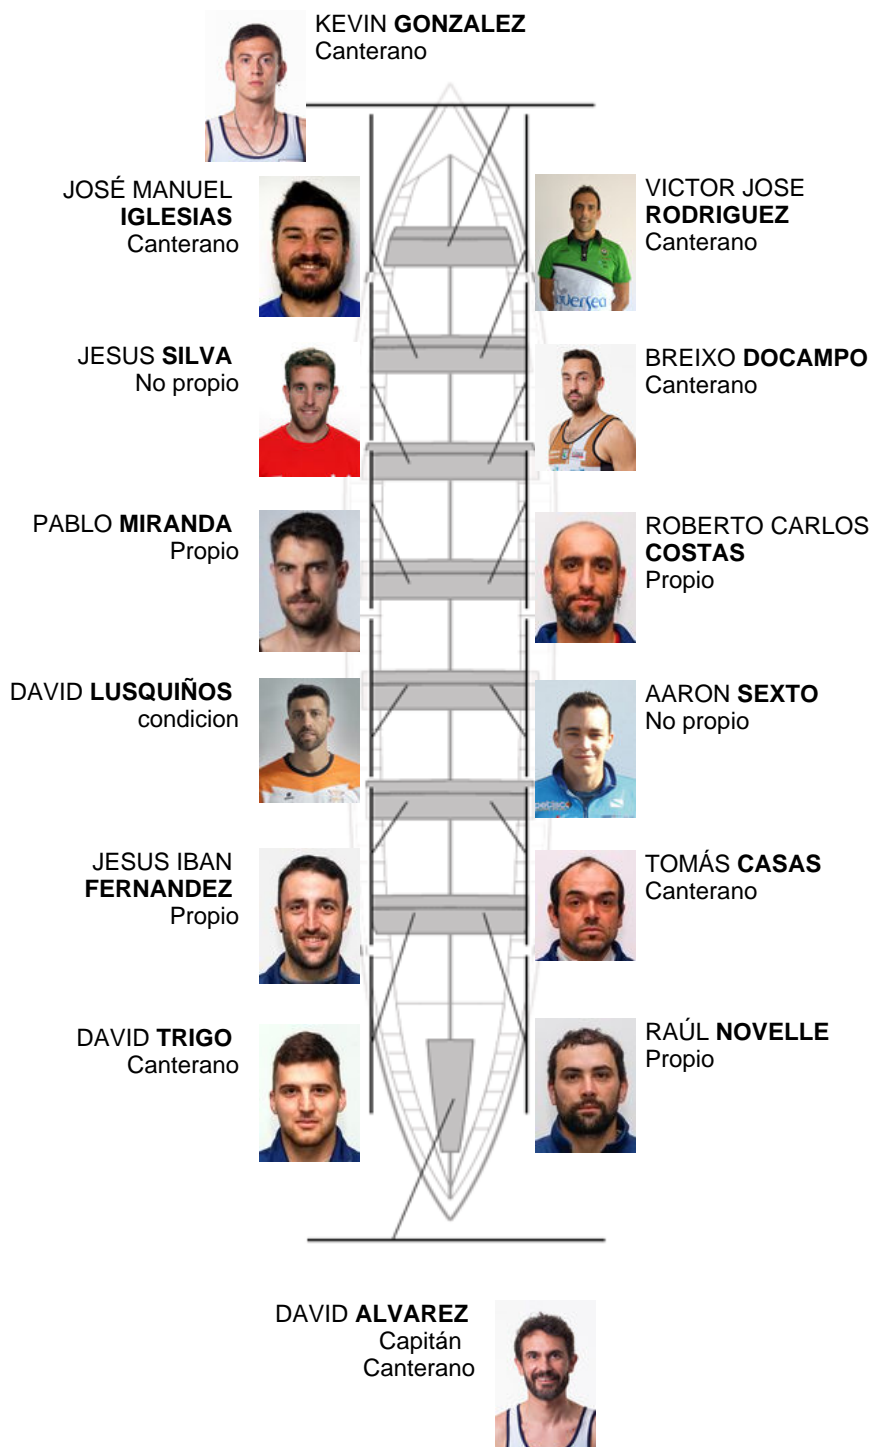 KEVIN GONZALEZ
Canterano
JOSÉ MANUEL
IGLESIAS
Canterano
VICTOR JOSE
RODRIGUEZ
Canterano
JESUS SILVA
No propio
BREIXO DOCAMPO
Canterano
PABLO MIRANDA
Propio
ROBERTO CARLOS
COSTAS
Propio
DAVID LUSQUIÑOS
condicion
AARON SEXTO
No propio
JESUS IBAN
FERNANDEZ
Propio
TOMÁS CASAS
Canterano
DAVID TRIGO
Canterano
RAÚL NOVELLE
Propio
DAVID ALVAREZ
Capitán
Canterano